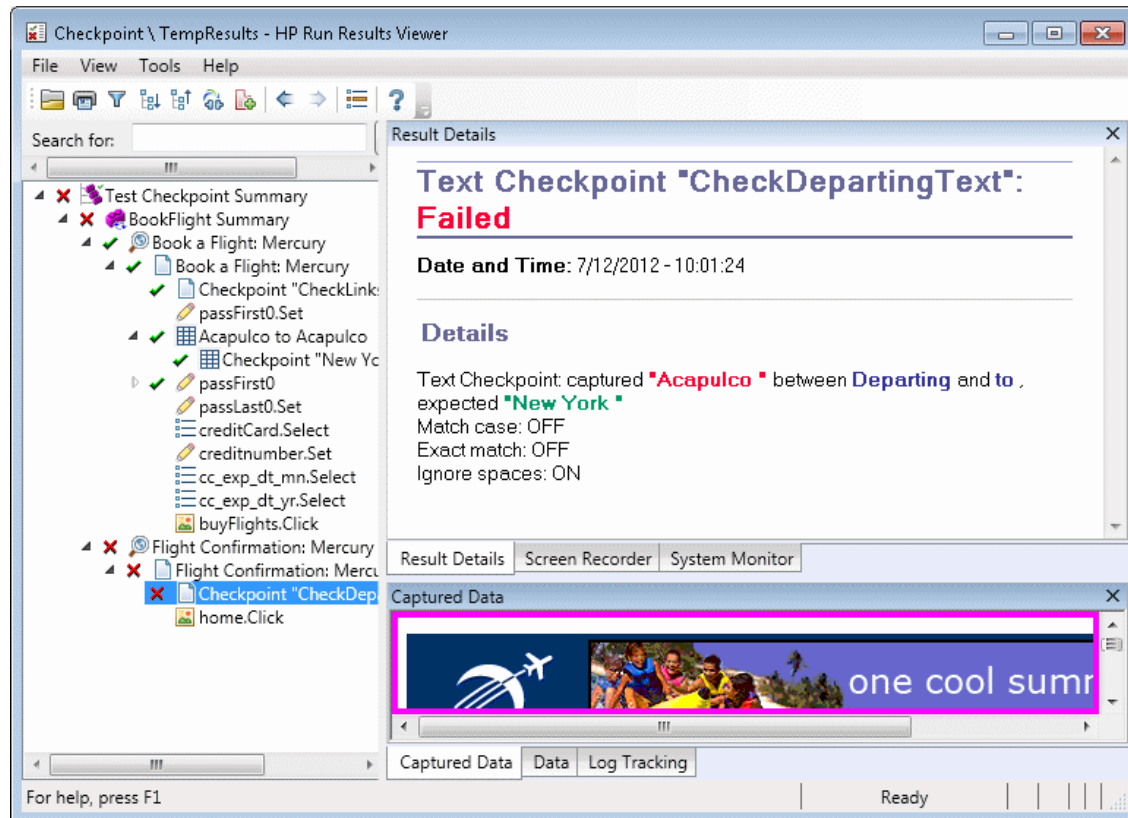 Checkpoint \ TempResults - HP Run Results Viewer
File View Tools Help
Search for:
Test Checkpoint Summary
BookFlight Summary
Book a Flight: Mercury
Book a Flight: Mercury
Checkpoint "CheckLinks
passFirst0.Set
Acapulco to Acapulco
Checkpoint "New Yo
passFirst0
passLast0.Set
creditCard.Select
creditnumber.Set
cc_exp_dt_mn.Select
cc_exp_dt_yr.Select
buyFlights.Click
Flight Confirmation: Mercury
Flight Confirmation: Mercu
Checkpoint "CheckDepa
home.Click
Result Details
Text Checkpoint "CheckDepartingText":
Failed
Date and Time: 7/12/2012 - 10:01:24
Details
Text Checkpoint: captured "Acapulco " between Departing and to ,
expected "New York "
Match case: OFF
Exact match: OFF
Ignore spaces: ON
Result Details Screen Recorder System Monitor
Captured Data
one cool summ
Captured Data Data Log Tracking
For help, press F1 Ready